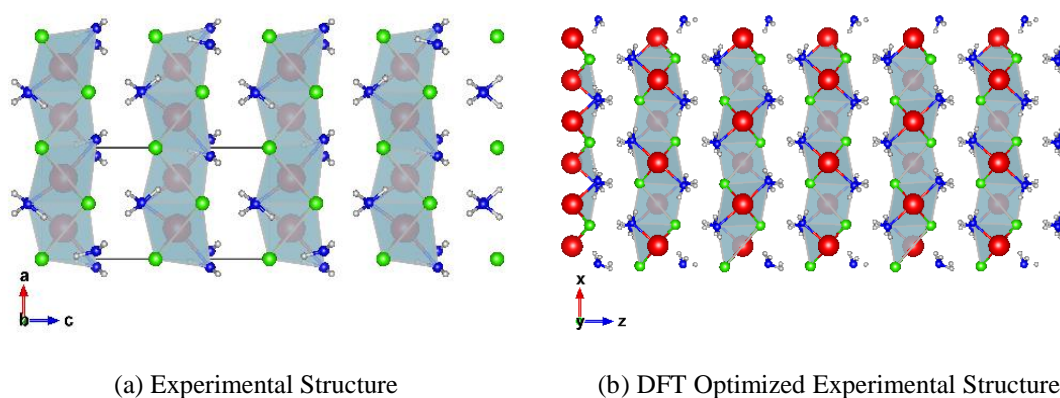 a
b c
x
y z
(a) Experimental Structure
(b) DFT Optimized Experimental Structure